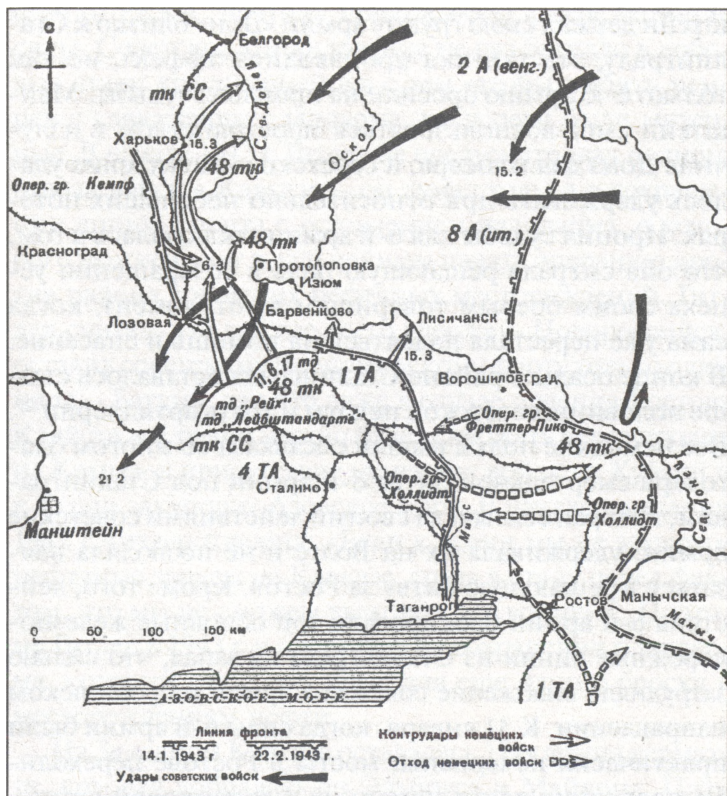 С
Белгород
тк СС
Сев. Донец
Оскол
2 А (венг.)
Харьков
15.3
15.2
Опер. гр. Кемпф
48 тк
8 А (ит.)
Красноград
6.3
48 тк
Протопоповка
Изюм
Барвенково
Лозовая
Лисичанск
15.3
11, 6, 17 тд
1 ТА
48 тк
Ворошиловград
тд „Рейх"
тд „Лейбштандарте"
Опер. гр.
Фреттер-Пико
48 тк
тк СС
4 ТА
21.2
Сталино
Опер. гр.
Холлидт
Миус
Опер. гр.
Холлидт
Манштейн
Таганрог
Ростов
Манычская
Маныч
0 50 100 150 км
АЗОВСКОЕ МОРЕ
4 ТА
Линия фронта
14.1.1943 г. 22.2.1943 г.
Удары советских войск
Контрудары немецких
войск
Отход немецких войск